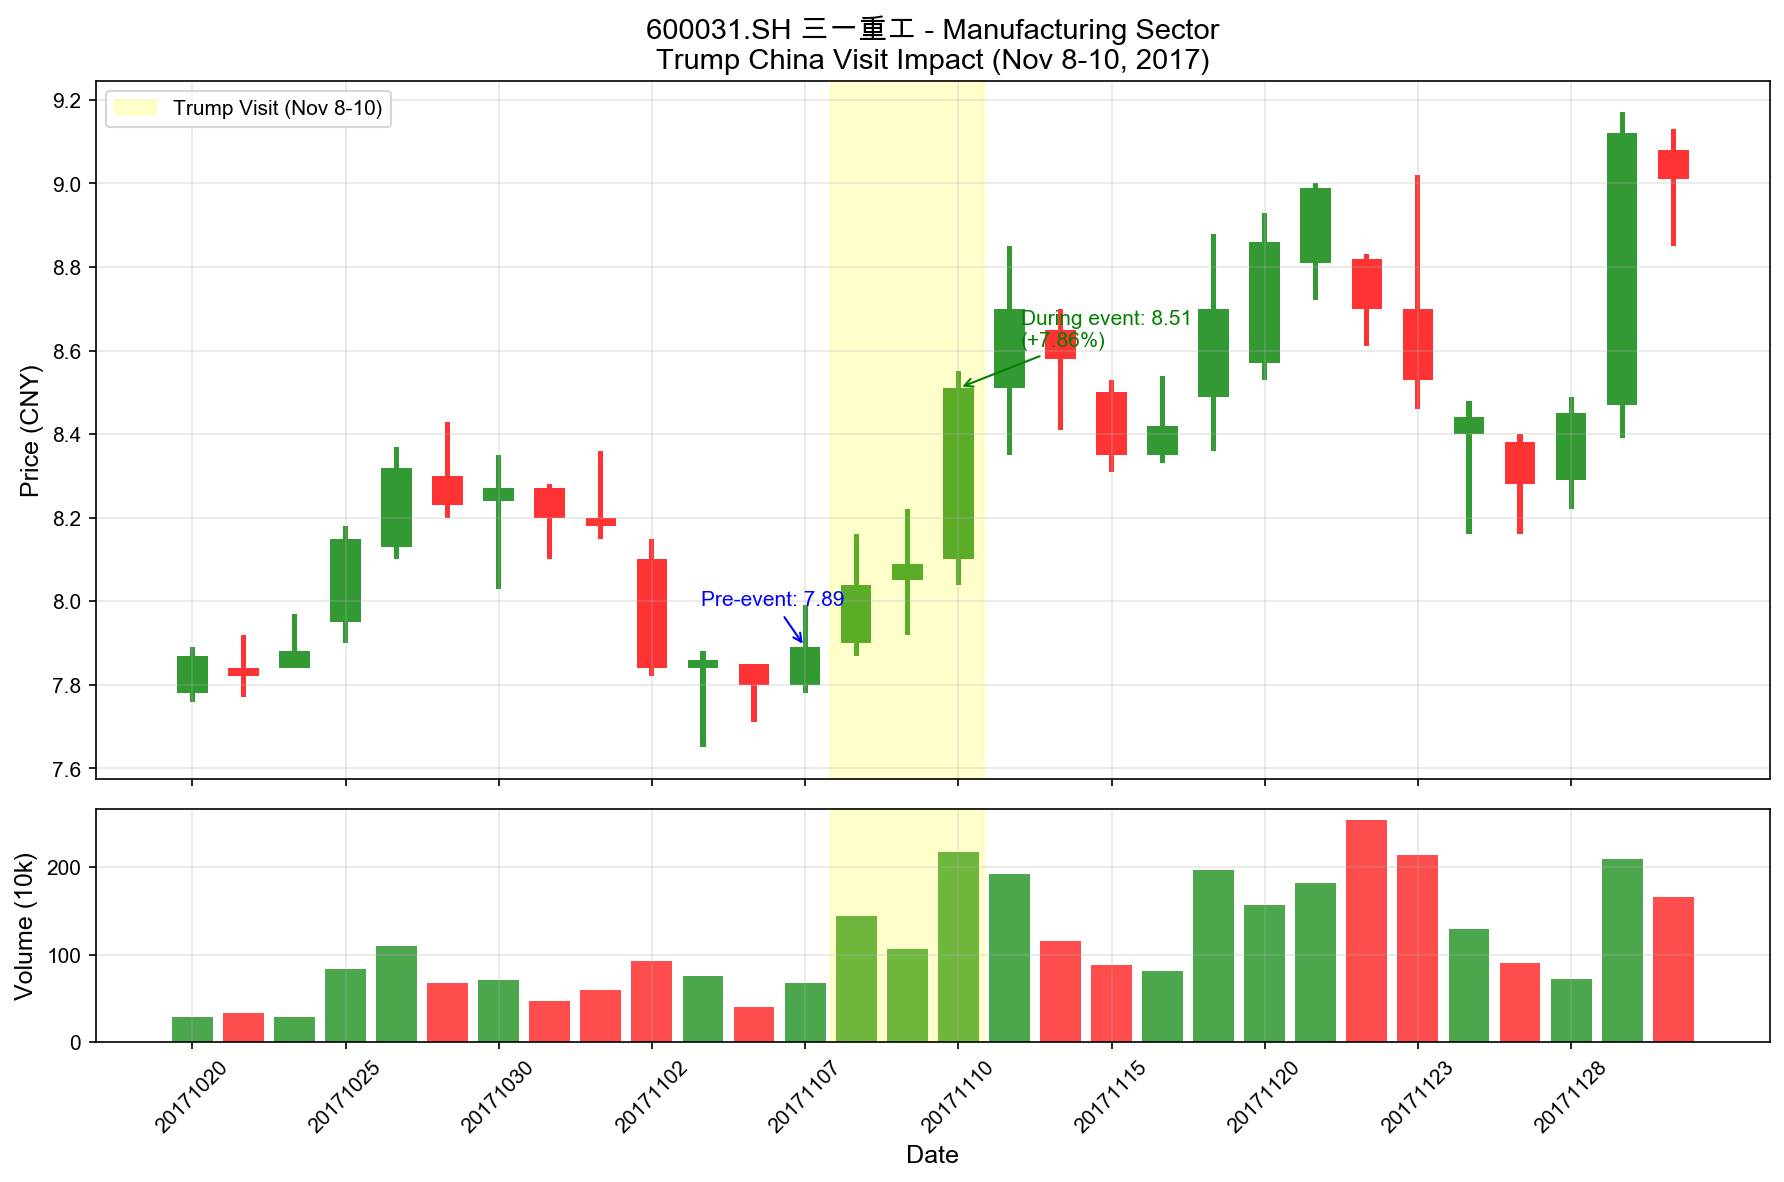 600031.SH 三一重工 - Manufacturing Sector
Trump China Visit Impact (Nov 8-10, 2017)
Trump Visit (Nov 8-10)
Price (CNY)
9.2
9.0
8.8
8.6
8.4
8.2
8.0
7.8
7.6
During event: 8.51
(+7.86%)
Pre-event: 7.89
Volume (10k)
200
100
0
20171020
20171025
20171030
20171102
20171107
20171110
20171115
20171120
20171123
20171128
Date